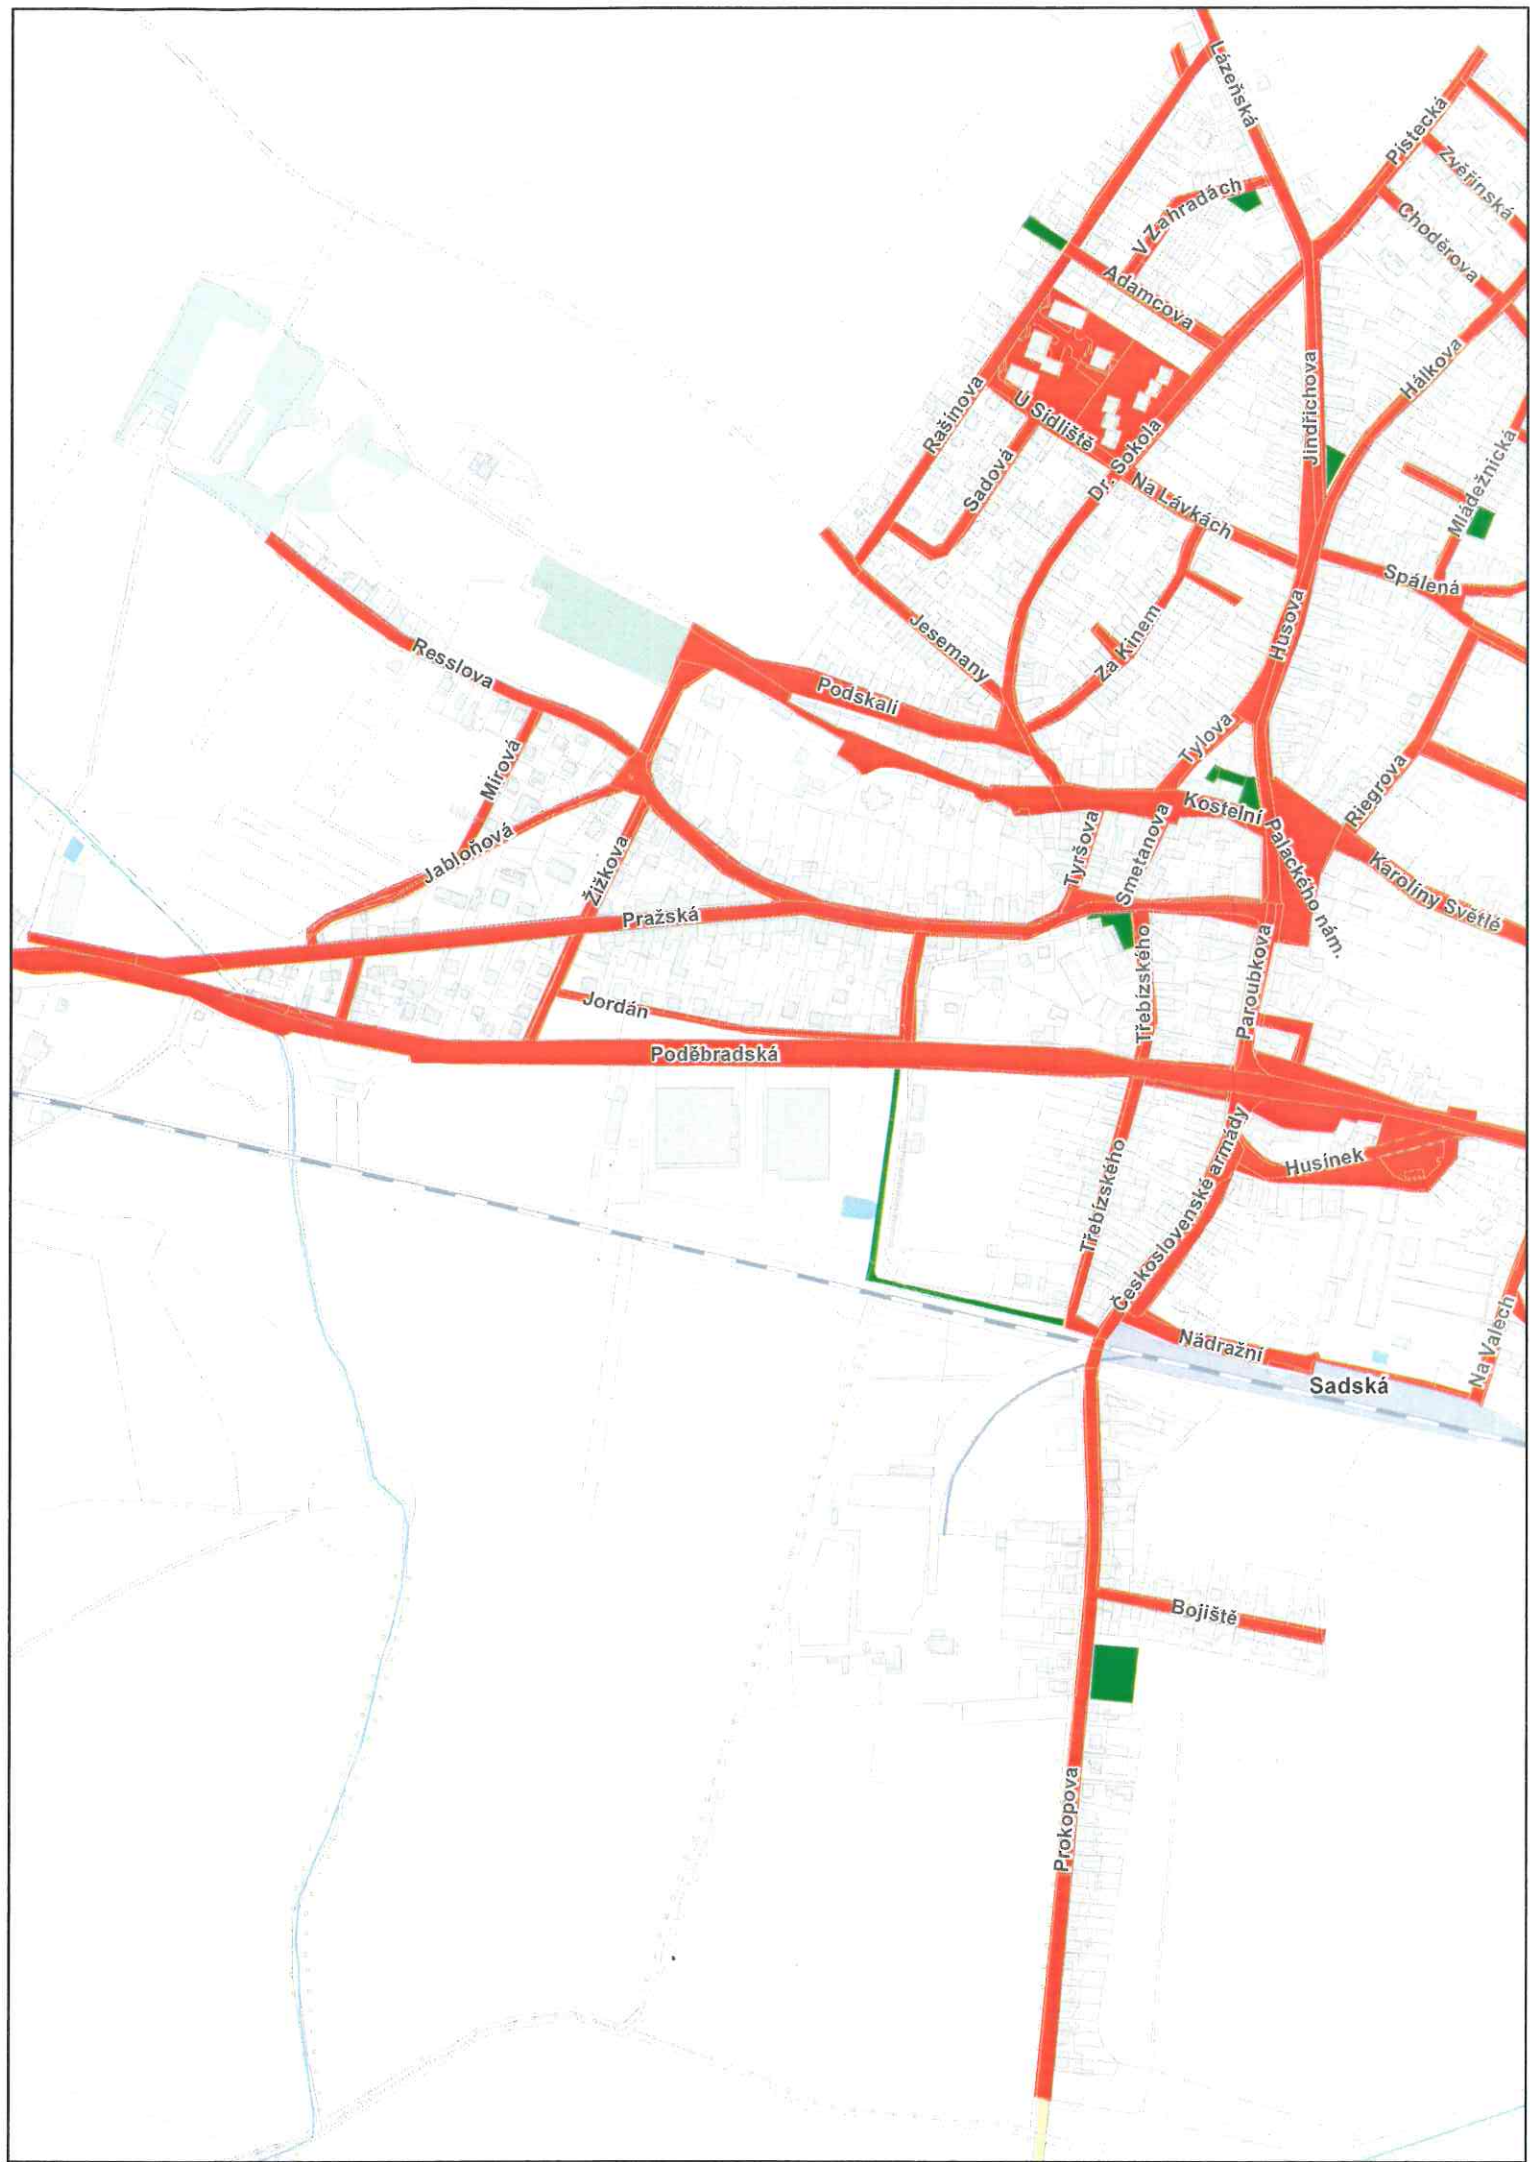 Lázeňská
Pístecká
Zvěřínská
V Zahradách
Choděrova
Adamcova
Hálkova
Jindřichova
Rašínova
U Sídliště
Dr. Sokola
Mládežnická
Sadová
Na Lávkách
Spálená
Husova
Jesemany
Za Kinem
Resslova
Podskalí
Tylova
Mírová
Riegrova
Kostelní
Tyršova
Smetanova
Palackého nám.
Jabloňová
Žižkova
Karolíny Světlé
Pražská
Třebízského
Paroubkova
Jordán
Poděbradská
Třebízského
Československé armády
Husínek
Na Valech
Nádražní
Sadská
Bojiště
Prokopova